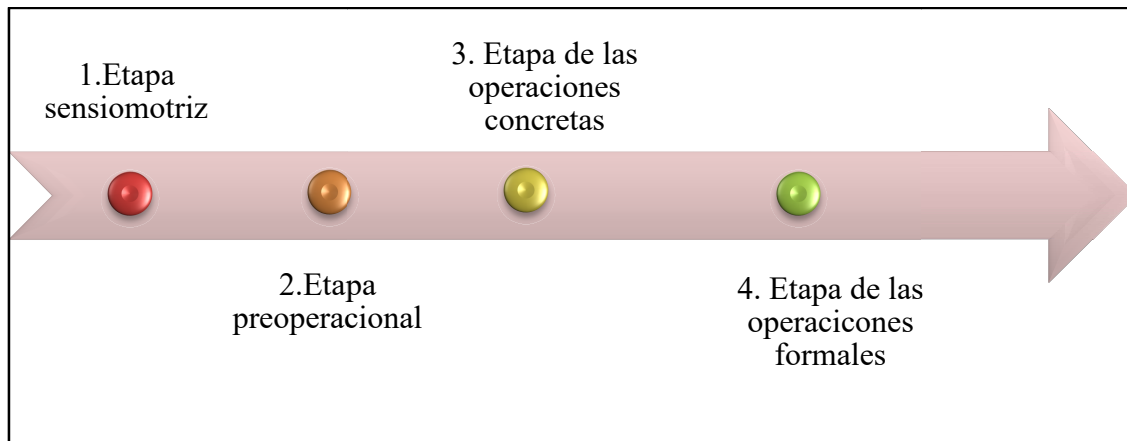 1.Etapa
sensiomotriz
2.Etapa
preoperacional
3. Etapa de las
operaciones
concretas
4. Etapa de las
operacicones
formales